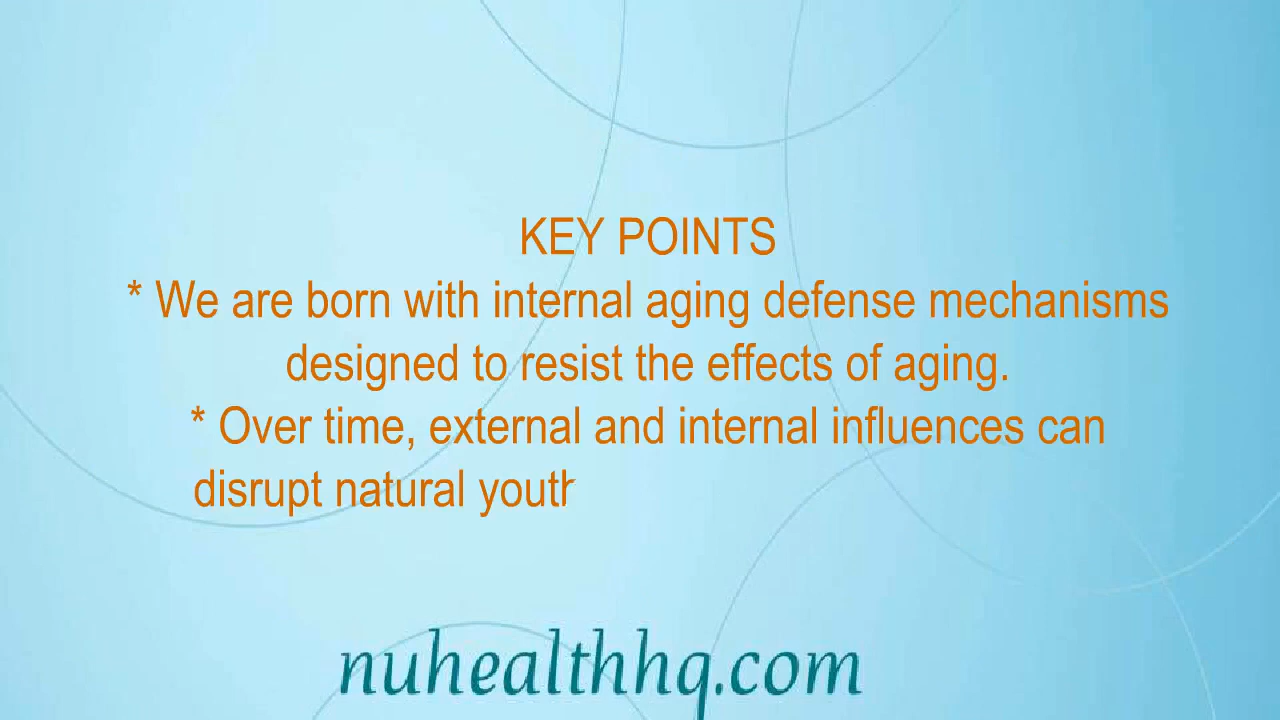 KEY POINTS
* We are born with internal aging defense mechanisms
designed to resist the effects of aging.
* Over time, external and internal influences can
disrupt natural
nuhealthhq.com